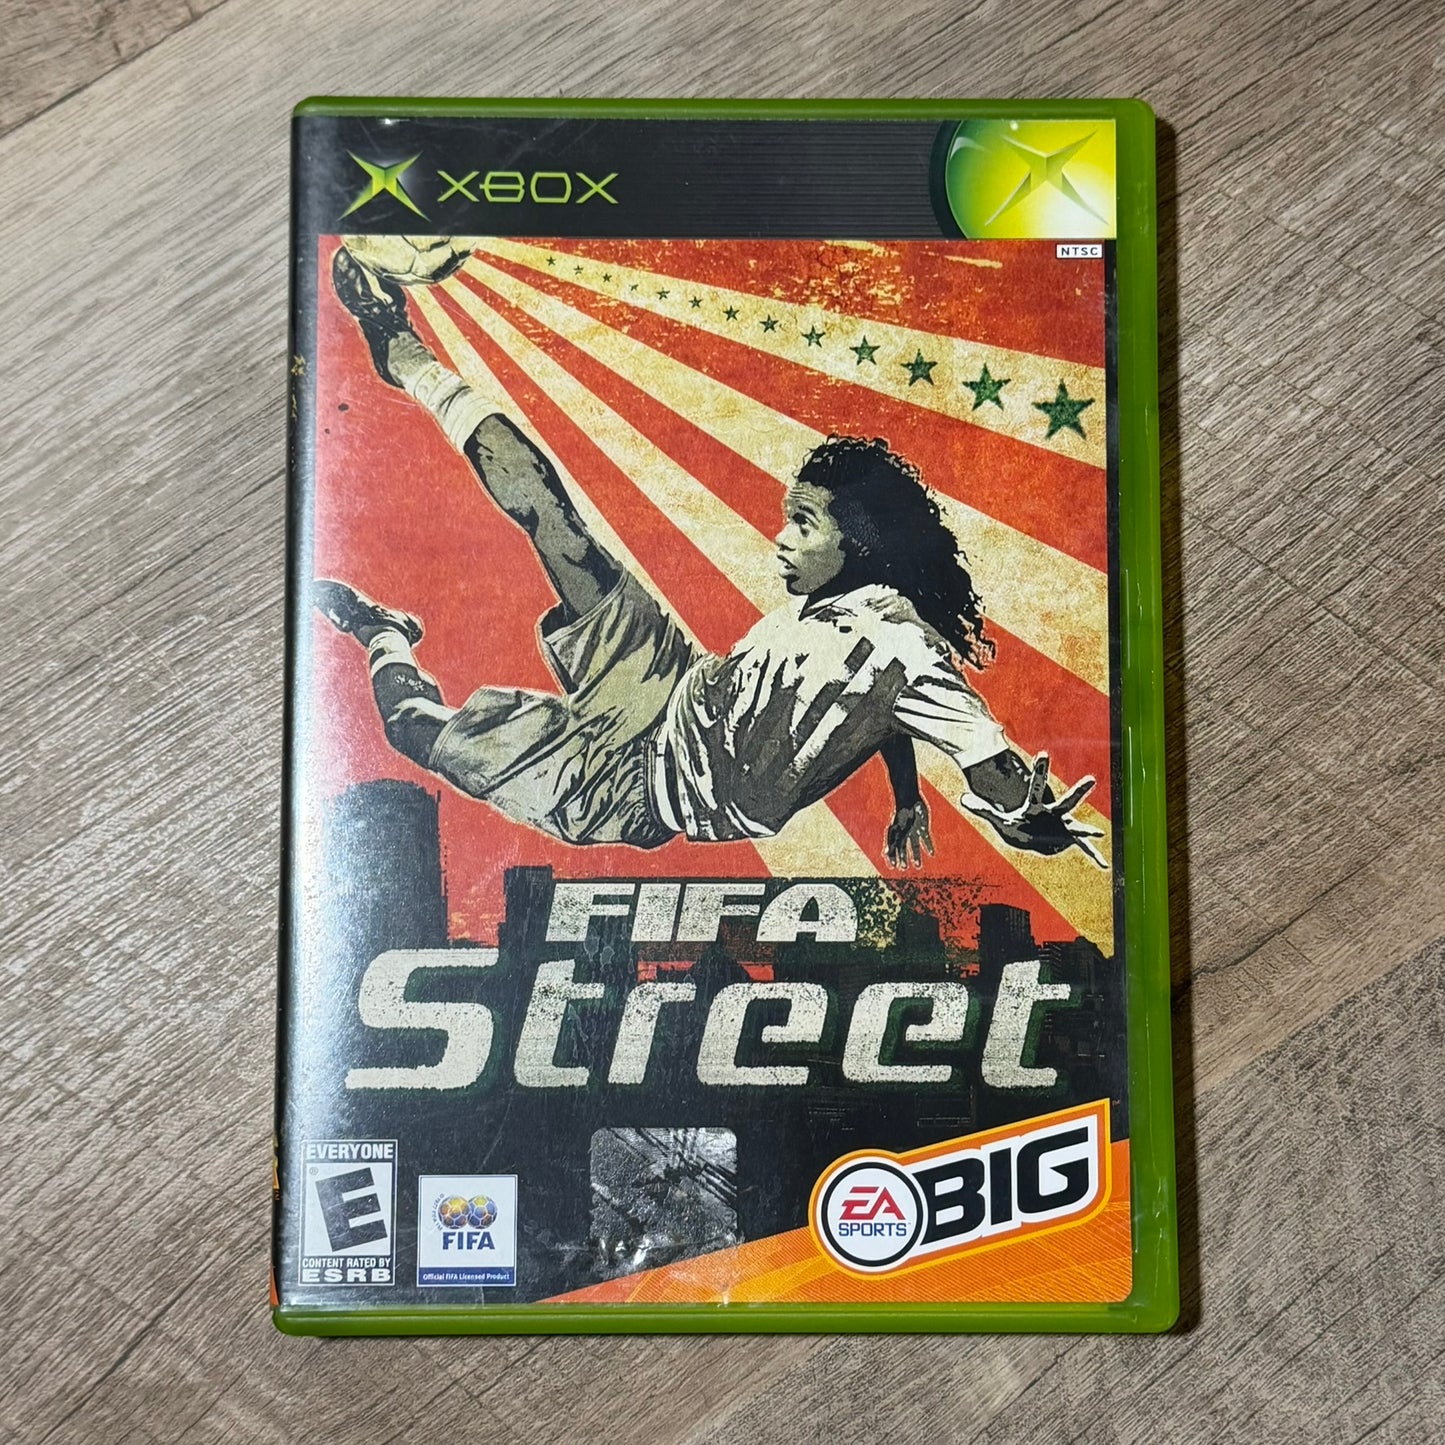 XBOX
NTSC
FIFA
Street
EVERYONE
E
CONTENT RATED BY
ESRB
FIFA
Official FIFA Licensed Product
EA
SPORTS
BIG